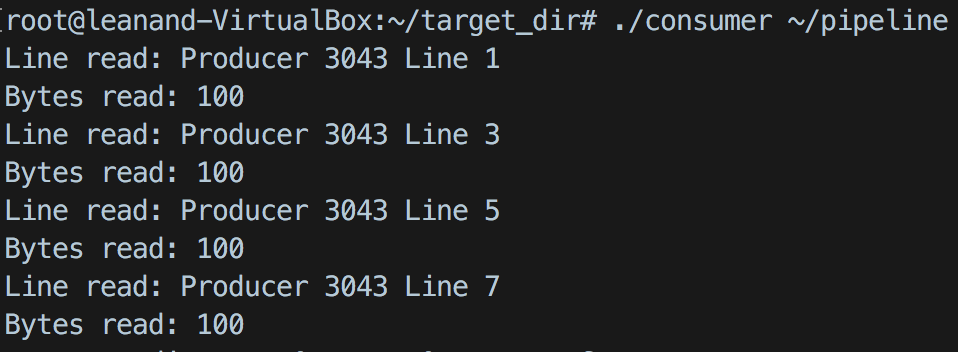 [root@leanand-VirtualBox:~/target_dir# ./consumer ~/pipeline
Line read: Producer 3043 Line 1
Bytes read: 100
Line read: Producer 3043 Line 3
Bytes read: 100
Line read: Producer 3043 Line 5
Bytes read: 100
Line read: Producer 3043 Line 7
Bytes read: 100